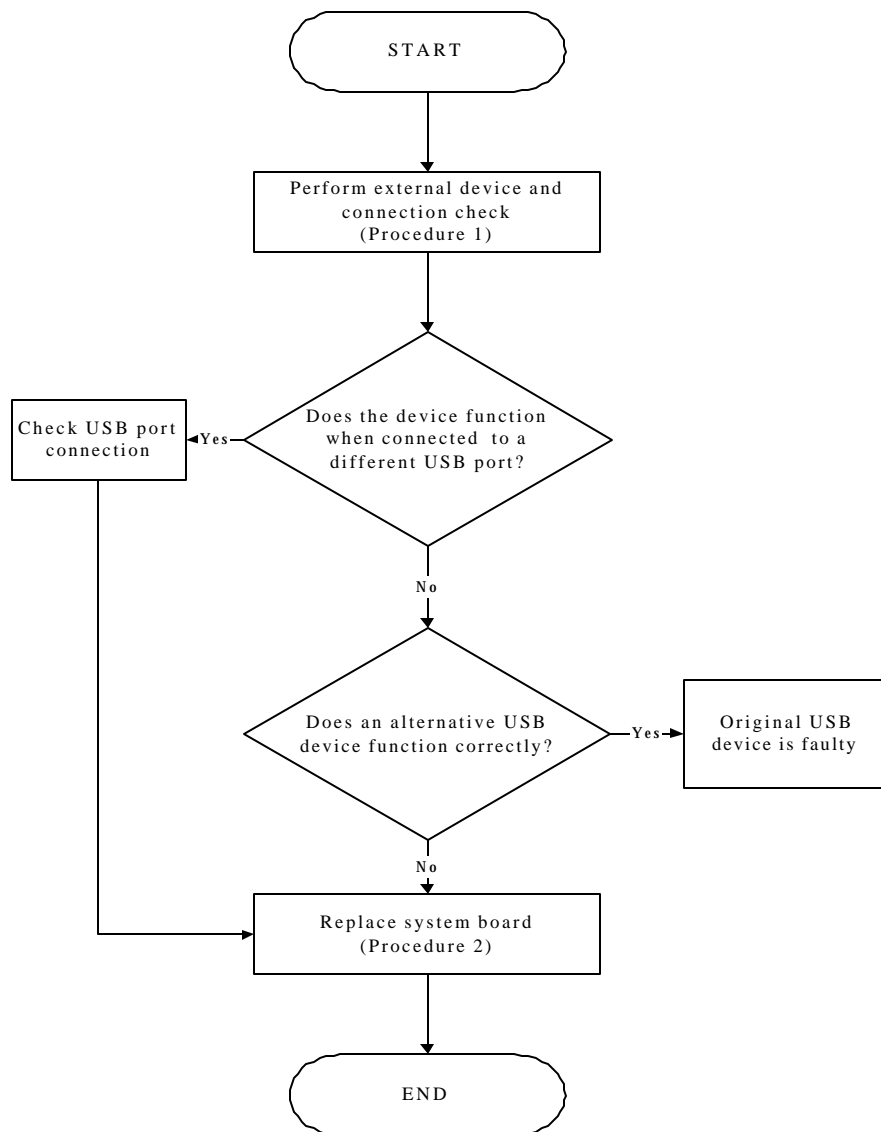 START
Perform external device and
connection check
(Procedure 1)
Does the device function
when connected to a
different USB port?
Yes
Check USB port
connection
No
Does an alternative USB
device function correctly?
Yes
Original USB
device is faulty
No
Replace system board
(Procedure 2)
END